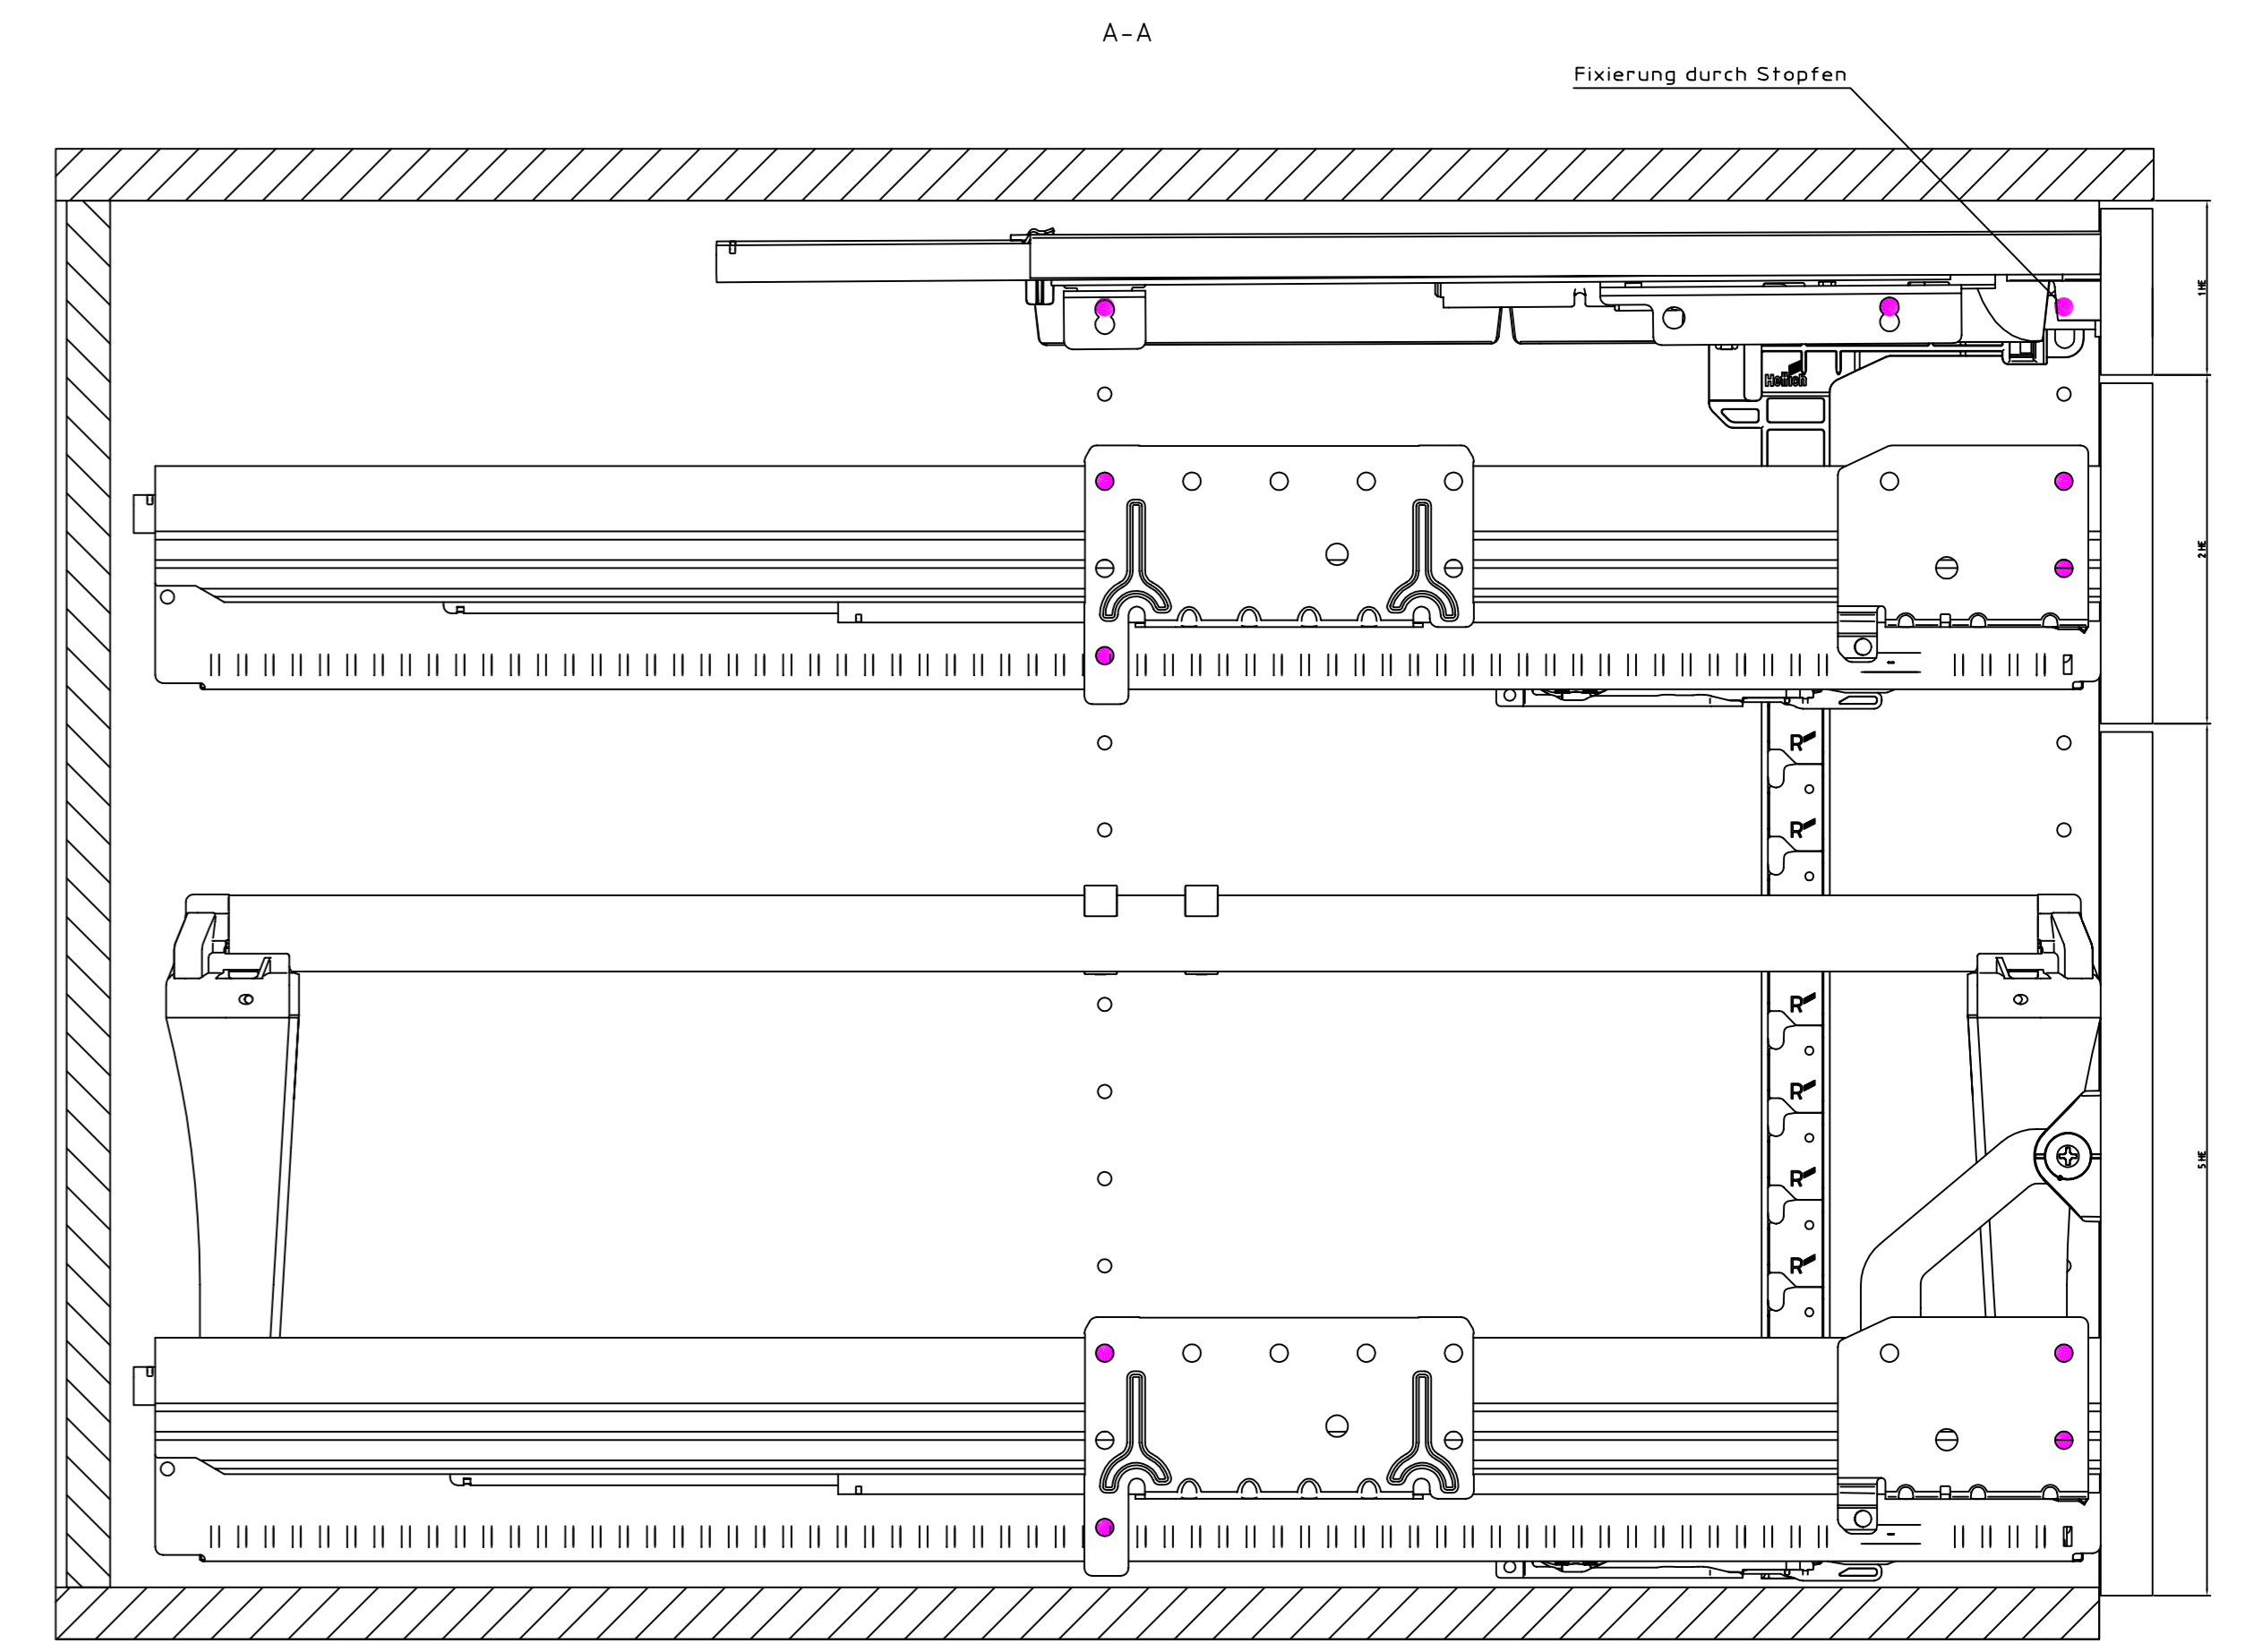 A-A
Fixierung durch Stopfen
1 HE
Hettich
2 HE
R
R
R
R
R
5 HE
R